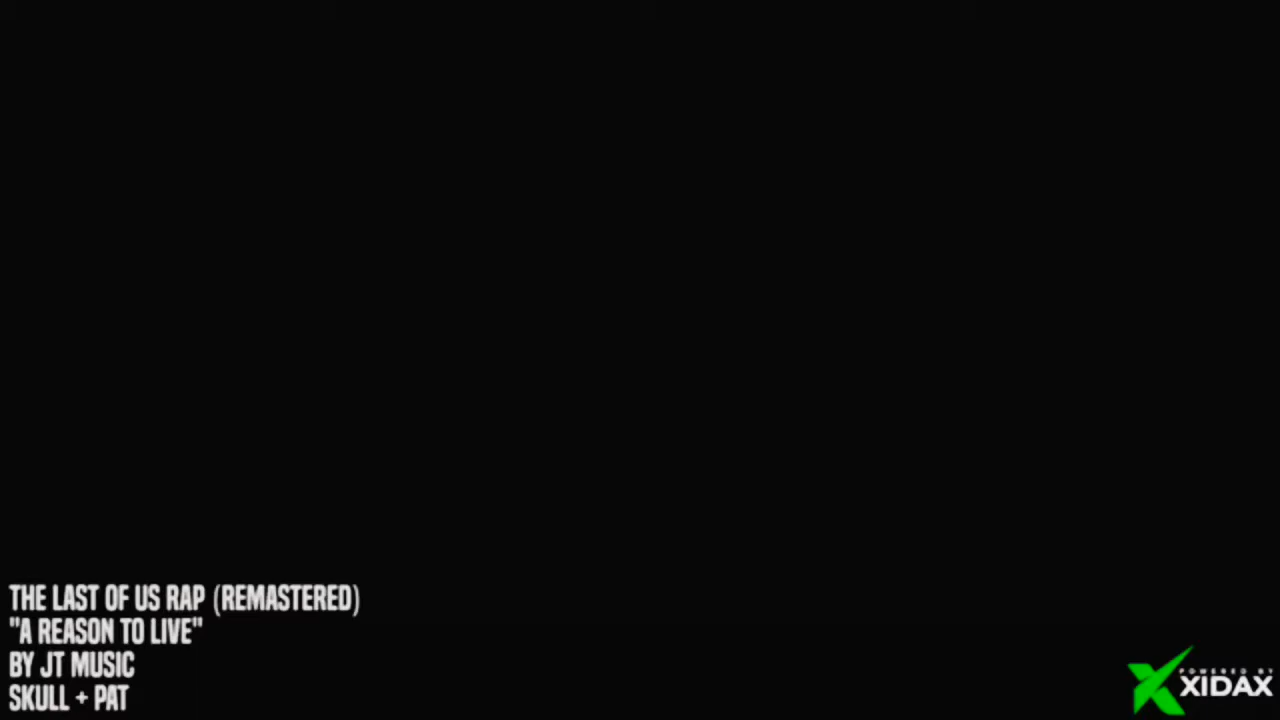 THE LAST OF US RAP (REMASTERED)
"A REASON TO LIVE"
BY JT MUSIC
SKULL + PAT
POWERED BY
XIDAX